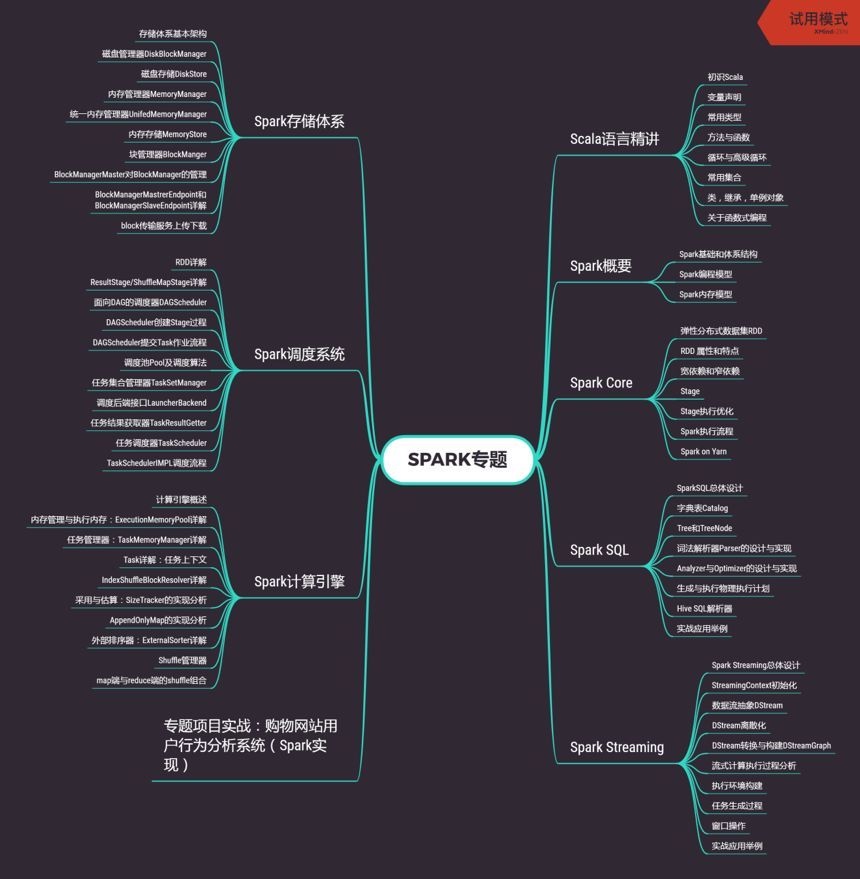 试用模式
XMind:ZEN
SPARK专题
Scala语言精讲
初识Scala
变量声明
常用类型
方法与函数
循环与高级循环
常用集合
类，继承，单例对象
关于函数式编程
Spark概要
Spark基础和体系结构
Spark编程模型
Spark内存模型
Spark Core
弹性分布式数据集RDD
RDD 属性和特点
宽依赖和窄依赖
Stage
Stage执行优化
Spark执行流程
Spark on Yarn
Spark SQL
SparkSQL总体设计
字典表Catalog
Tree和TreeNode
词法解析器Parser的设计与实现
Analyzer与Optimizer的设计与实现
生成与执行物理执行计划
Hive SQL解析器
实战应用举例
Spark Streaming
Spark Streaming总体设计
StreamingContext初始化
数据流抽象DStream
DStream离散化
DStream转换与构建DStreamGraph
流式计算执行过程分析
执行环境构建
任务生成过程
窗口操作
实战应用举例
Spark存储体系
存储体系基本架构
磁盘管理器DiskBlockManager
磁盘存储DiskStore
内存管理器MemoryManager
统一内存管理器UnifedMemoryManager
内存存储MemoryStore
块管理器BlockManger
BlockManagerMaster对BlockManager的管理
BlockManagerMastrerEndpoint和
BlockManagerSlaveEndpoint详解
block传输服务上传下载
Spark调度系统
RDD详解
ResultStage/ShuffleMapStage详解
面向DAG的调度器DAGScheduler
DAGScheduler创建Stage过程
DAGScheduler提交Task作业流程
调度池Pool及调度算法
任务集合管理器TaskSetManager
调度后端接口LauncherBackend
任务结果获取器TaskResultGetter
任务调度器TaskScheduler
TaskSchedulerIMPL调度流程
Spark计算引擎
计算引擎概述
内存管理与执行内存：ExecutionMemoryPool详解
任务管理器：TaskMemoryManager详解
Task详解：任务上下文
IndexShuffleBlockResolver详解
采用与估算：SizeTracker的实现分析
AppendOnlyMap的实现分析
外部排序器：ExternalSorter详解
Shuffle管理器
map端与reduce端的shuffle组合
专题项目实战：购物网站用
户行为分析系统（Spark实
现）